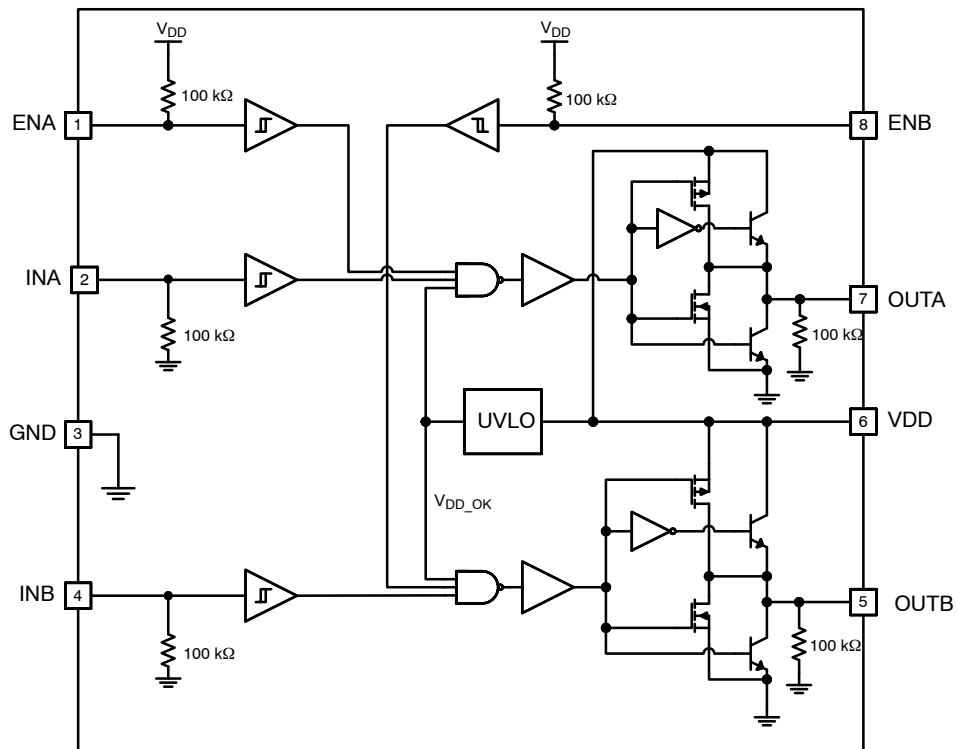 VDD
VDD
100 kΩ
100 kΩ
ENA
1
8
ENB
INA
2
7
OUTA
100 kΩ
100 kΩ
GND
3
UVLO
6
VDD
VDD_OK
INB
4
5
OUTB
100 kΩ
100 kΩ